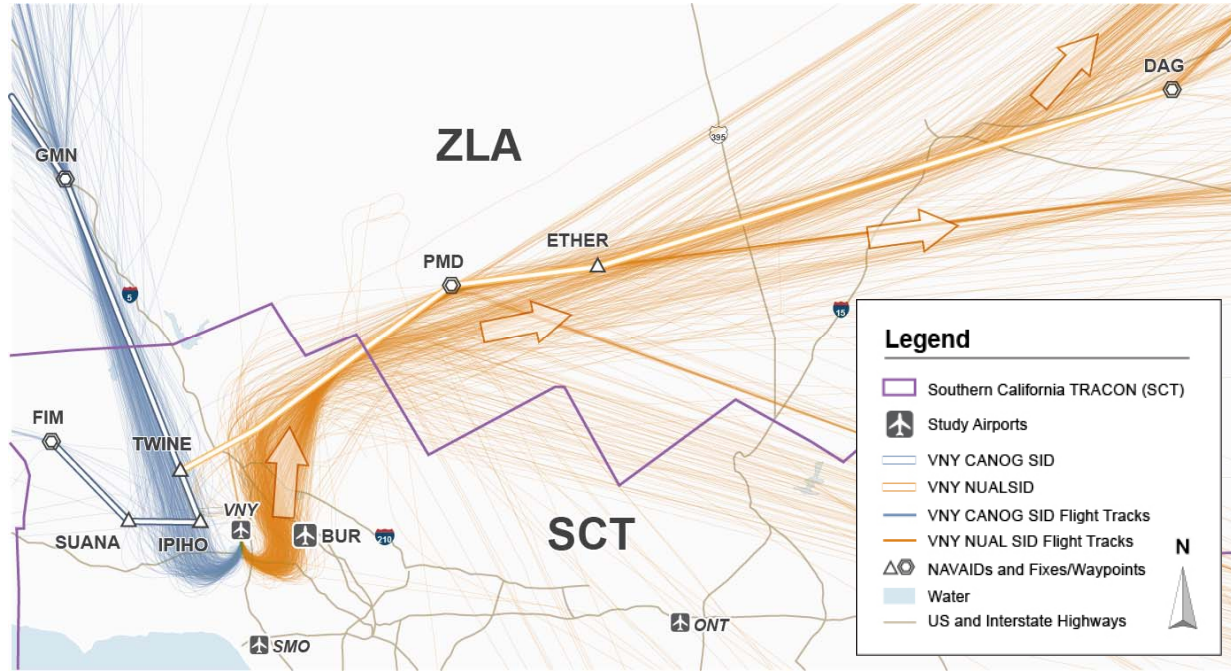 DAG
395
ZLA
GMN
ETHER
PMD
5
15
FIM
TWINE
VNY
SUANA
IPIHO
BUR
210
SCT
SMO
ONT
Legend
Southern California TRACON (SCT)
Study Airports
VNY CANOG SID
VNY NUALSID
VNY CANOG SID Flight Tracks
VNY NUAL SID Flight Tracks
NAVAIDs and Fixes/Waypoints
Water
US and Interstate Highways
N